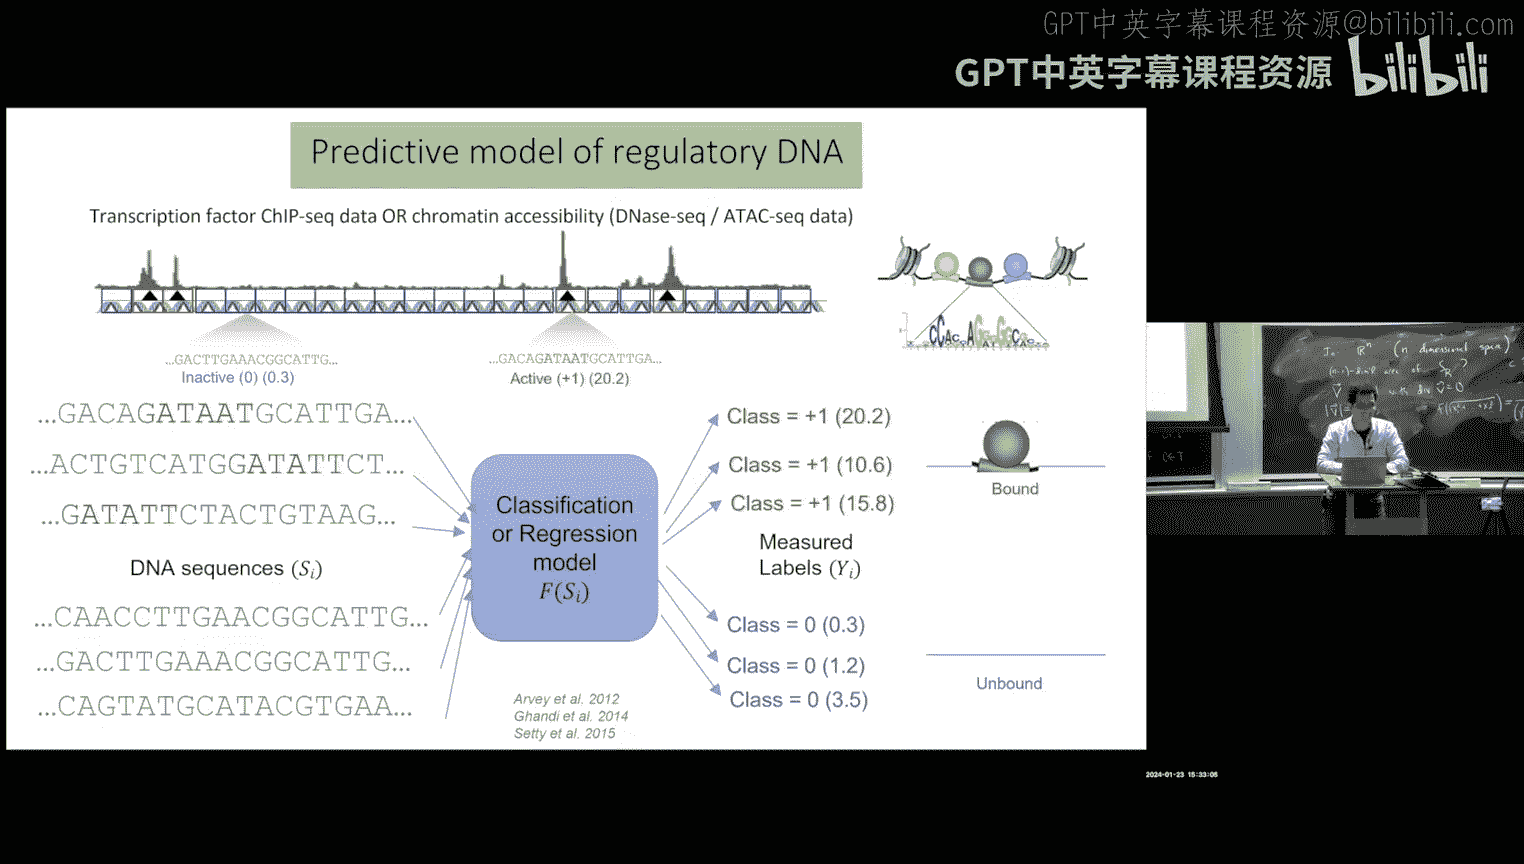 GPT中英字幕课程资源@bilibili.com
GPT中英字幕课程资源 bilibili
Predictive model of regulatory DNA
Transcription factor ChIP-seq data OR chromatin accessibility (DNase-seq / ATAC-seq data)
...GACTTGAAACGGCATTG...
Inactive (0) (0.3)
...GACAGATAATGCATTGA...
Active (+1) (20.2)
...GACAGATAATGCATTGA...
...ACTGTCATGGATATTCT...
...GATATTCTACTGTAAG...
DNA sequences (Si)
...CAACCTTGAACGGCATTG...
...GACTTGAAACGGCATTG...
...CAGTATGCATACGTGAA...
Classification
or Regression
model
F(Si)
Arvey et al. 2012
Ghandi et al. 2014
Setty et al. 2015
Class = +1 (20.2)
Class = +1 (10.6)
Class = +1 (15.8)
Measured
Labels (Yi)
Class = 0 (0.3)
Class = 0 (1.2)
Class = 0 (3.5)
Bound
Unbound
In Rⁿ (n dimensional space)
2024-01-23 15:33:05